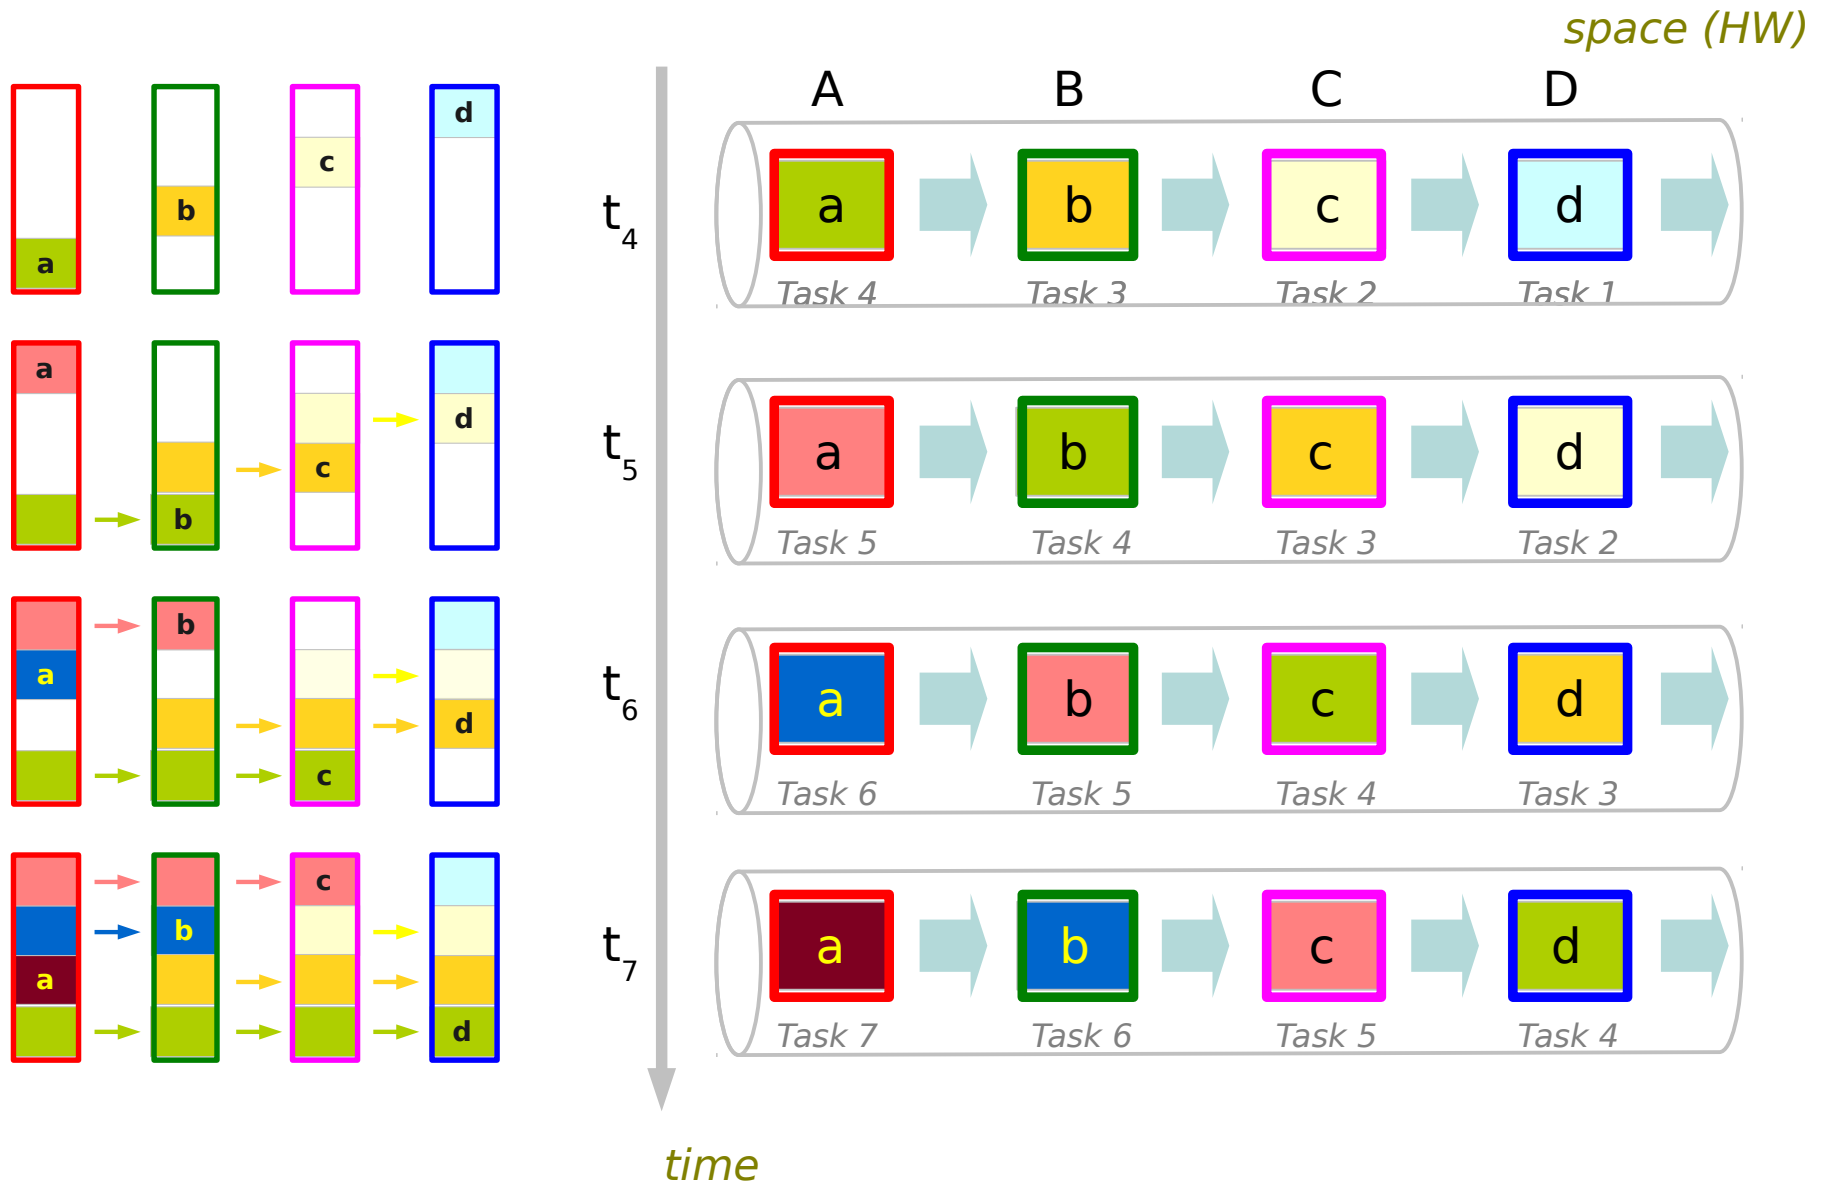 space (HW)
A B C D
d
c
b
a
t4
a b c d
Task 4 Task 3 Task 2 Task 1
a
d
c
b
t5
a b c d
Task 5 Task 4 Task 3 Task 2
b
a
d
c
t6
a b c d
Task 6 Task 5 Task 4 Task 3
c
b
a
d
t7
a b c d
Task 7 Task 6 Task 5 Task 4
time